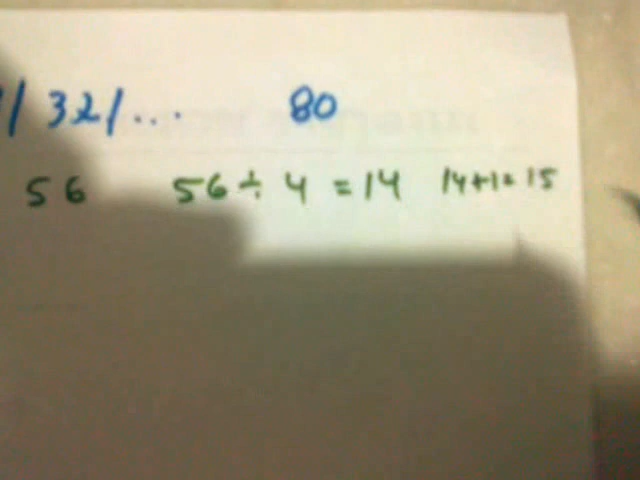 / 32 / ... 80
56 56 ÷ 4 = 14 14+1= 15